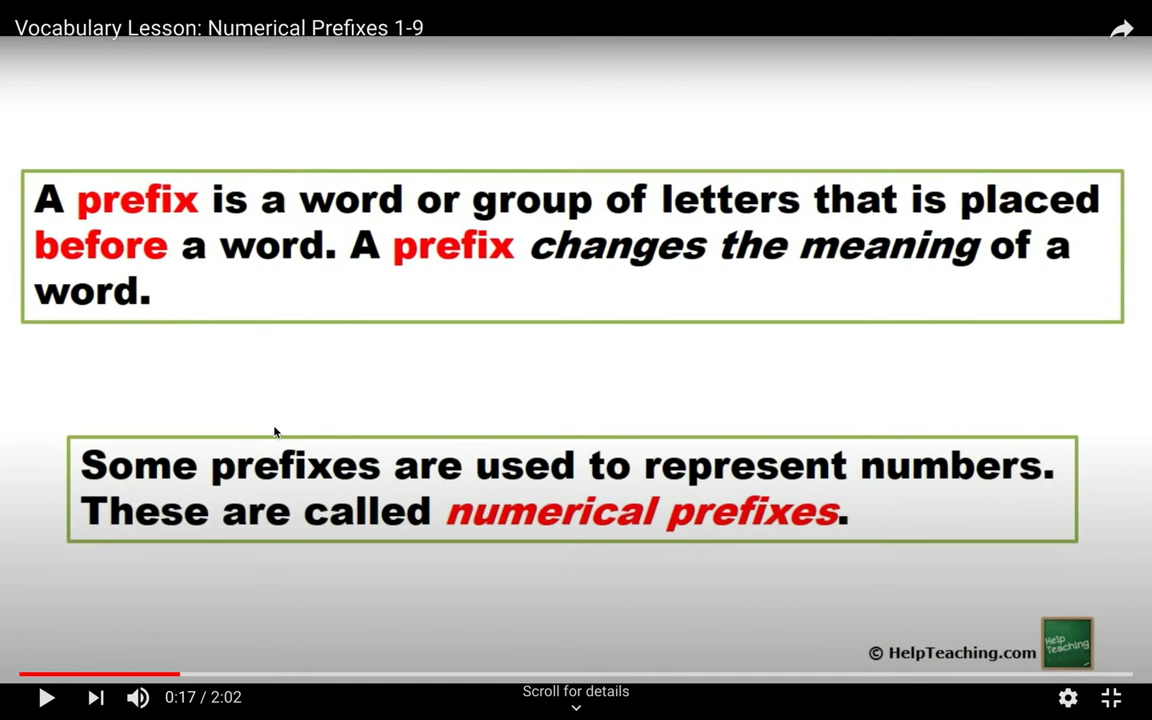 Vocabulary Lesson: Numerical Prefixes 1-9
A prefix is a word or group of letters that is placed
before a word. A prefix changes the meaning of a
word.
Some prefixes are used to represent numbers.
These are called numerical prefixes.
© HelpTeaching.com
Help
Teaching
0:17 / 2:02
Scroll for details